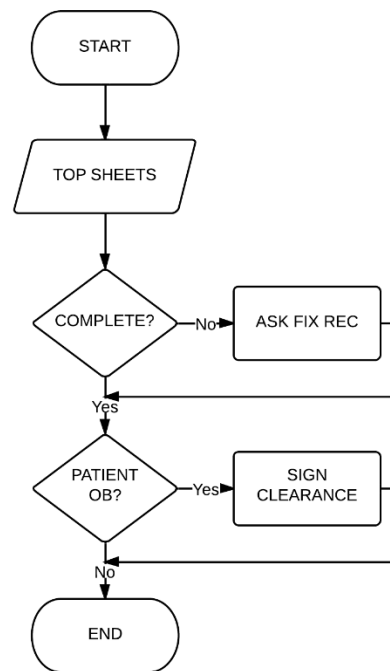 START
TOP SHEETS
COMPLETE?
No
ASK FIX REC
Yes
PATIENT
OB?
Yes
SIGN
CLEARANCE
No
END